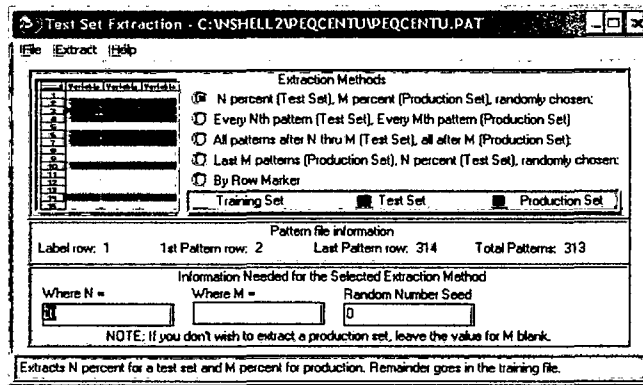 Test Set Extraction - C:\NSHELL2\PEQCENTU\PEQCENTU.PAT
File Extract Help
Extraction Methods
Variable Variable Variable
N percent (Test Set), M percent (Production Set), randomly chosen:
Every Nth pattern (Test Set), Every Mth pattern (Production Set)
All patterns after N thru M (Test Set), all after M (Production Set):
Last M patterns (Production Set), N percent (Test Set), randomly chosen:
By Row Marker
Training Set Test Set Production Set
Pattern file information
Label row: 1 1st Pattern row: 2 Last Pattern row: 314 Total Patterns: 313
Information Needed for the Selected Extraction Method
Where N = Where M = Random Number Seed
0
NOTE: If you don't wish to extract a production set, leave the value for M blank.
Extracts N percent for a test set and M percent for production. Remainder goes in the training file.